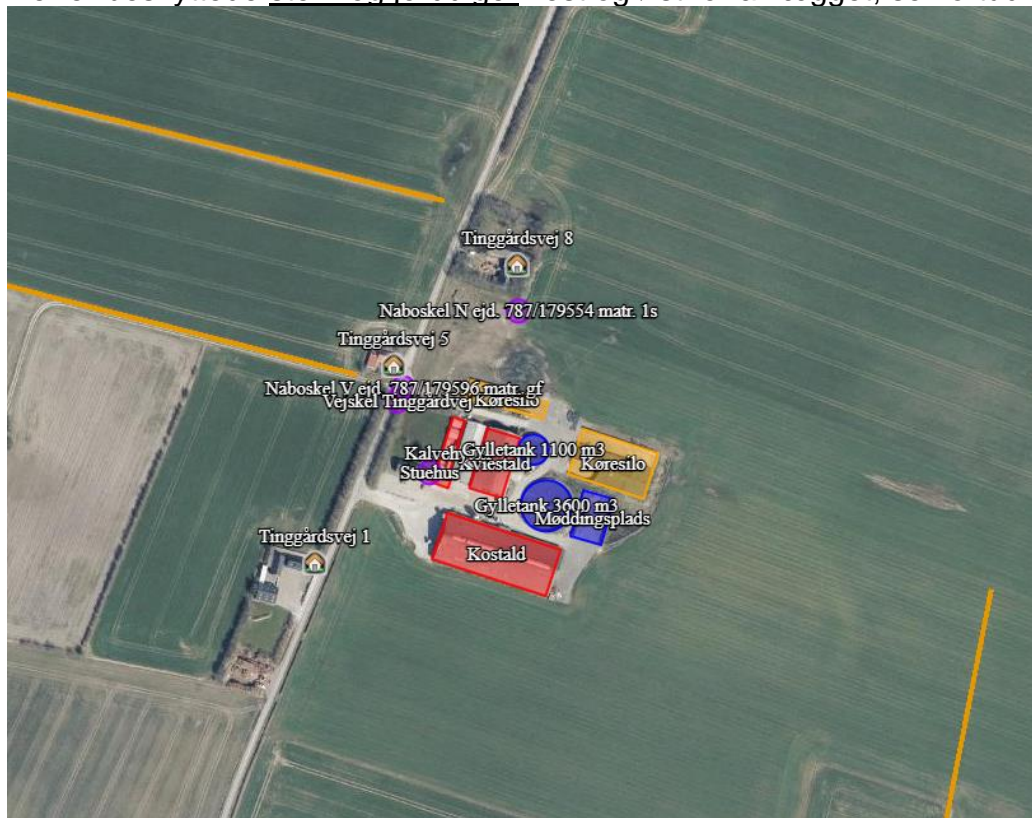 Tinggårdsvej 8
Naboskel N ejd. 787/179554 matr. 1s
Tinggårdsvej 5
Naboskel V ejd. 787/179596 matr. gf
Vejskel Tinggårdsvej
Køresilo
Gylletank 1100 m3
Kviestald
Køresilo
Stuehus
Gylletank 3600 m3
Møddingsplads
Tinggårdsvej 1
Kostald